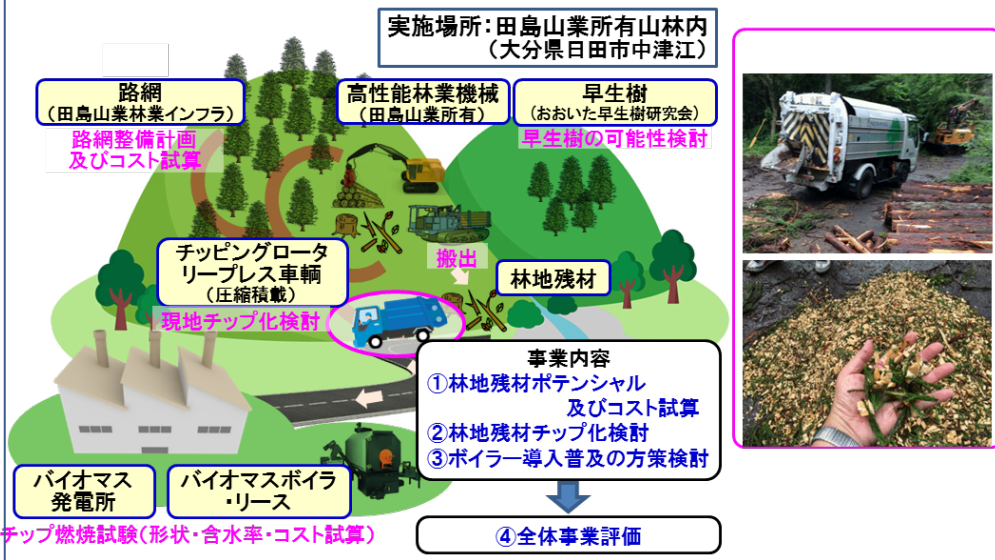 実施場所：田島山業所有山林内
（大分県日田市中津江）
路網
（田島山業林業インフラ）
路網整備計画
及びコスト試算
高性能林業機械
（田島山業所有）
早生樹
（おおいた早生樹研究会）
早生樹の可能性検討
チッピングロータ
リープレス車輌
（圧縮積載）
現地チップ化検討
搬出
林地残材
事業内容
①林地残材ポテンシャル
及びコスト試算
②林地残材チップ化検討
③ボイラー導入普及の方策検討
バイオマス
発電所
バイオマスボイラ
・リース
チップ燃焼試験（形状・含水率・コスト試算）
④全体事業評価